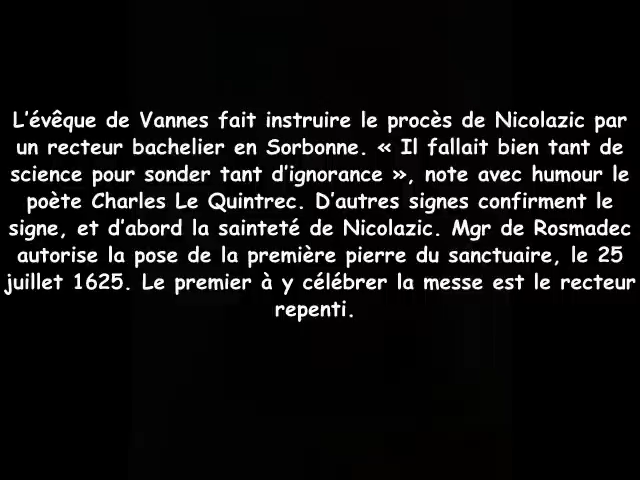 L'évêque de Vannes fait instruire le procès de Nicolazic par
un recteur bachelier en Sorbonne. « Il fallait bien tant de
science pour sonder tant d'ignorance », note avec humour le
poète Charles Le Quintrec. D'autres signes confirment le
signe, et d'abord la sainteté de Nicolazic. Mgr de Rosmadec
autorise la pose de la première pierre du sanctuaire, le 25
juillet 1625. Le premier à y célébrer la messe est le recteur
repenti.